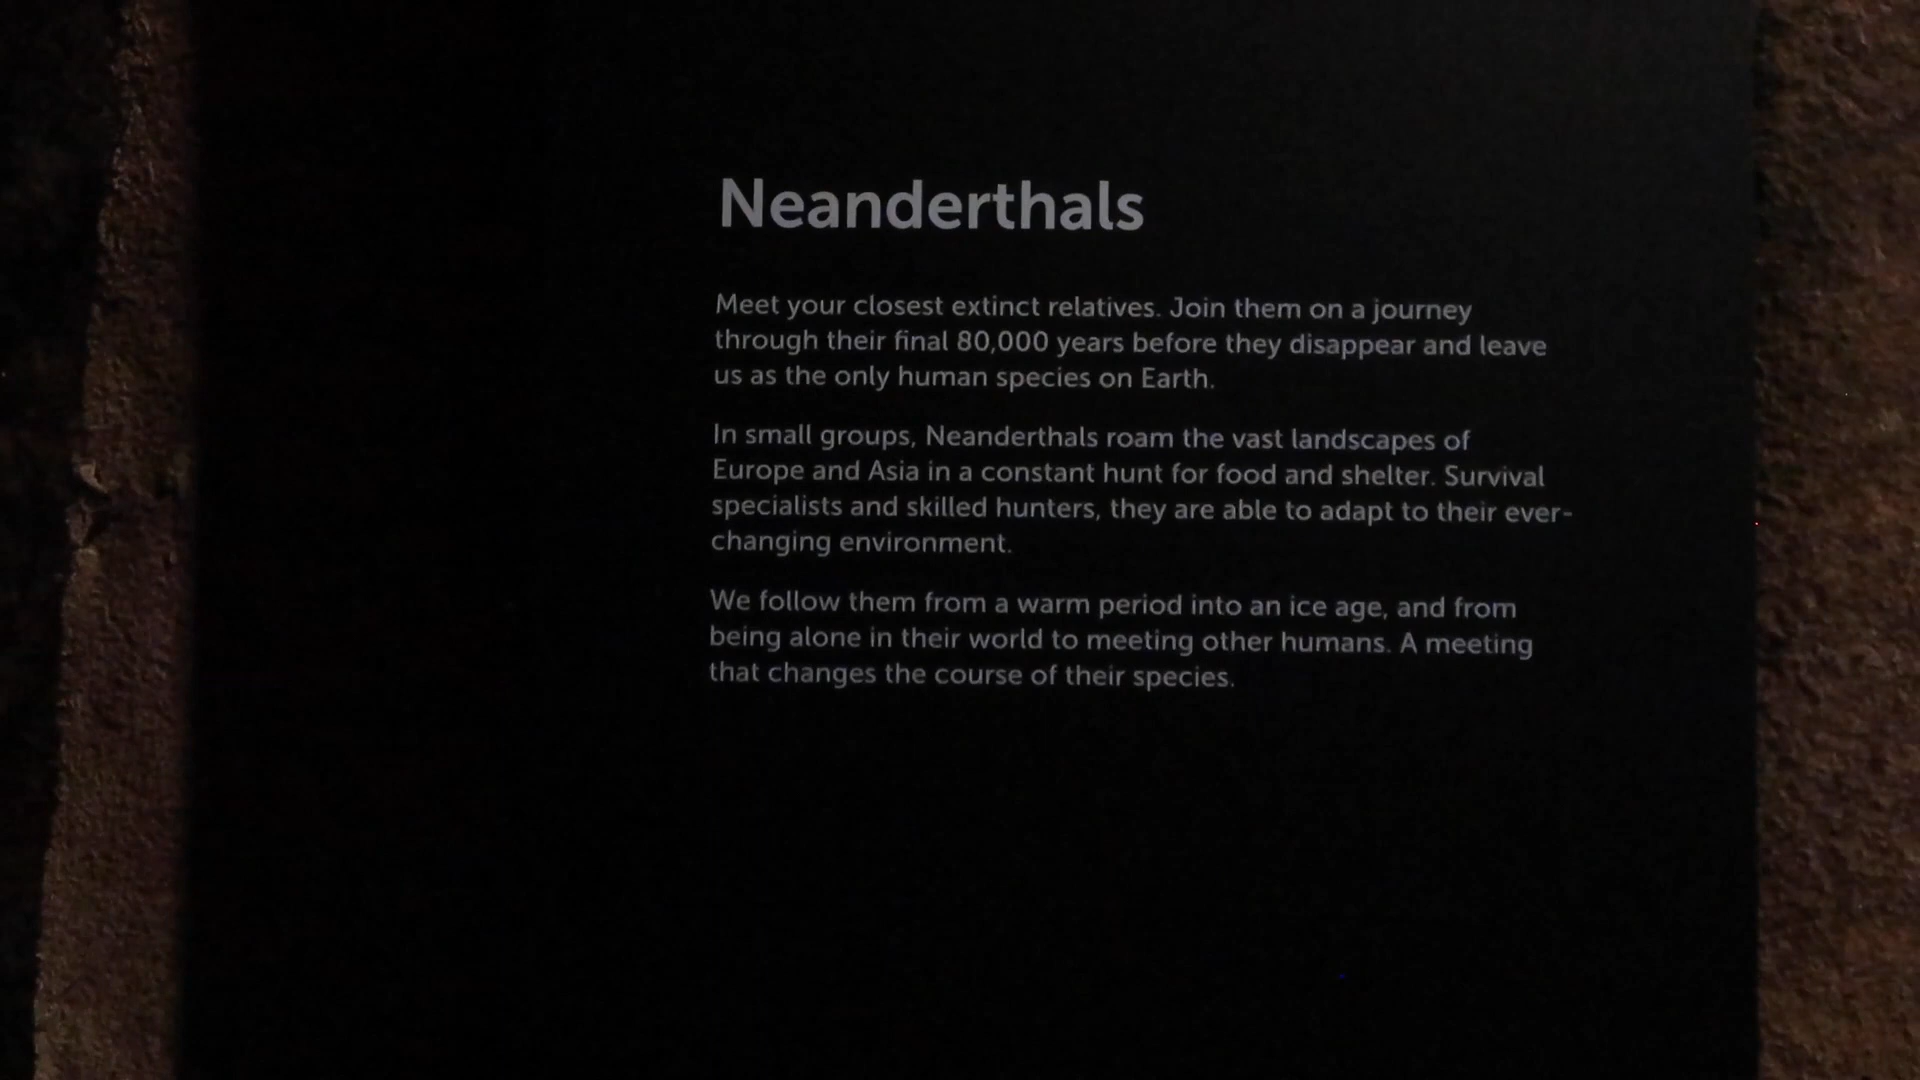 Neanderthals
Meet your closest extinct relatives. Join them on a journey
through their final 80,000 years before they disappear and leave
us as the only human species on Earth.
In small groups, Neanderthals roam the vast landscapes of
Europe and Asia in a constant hunt for food and shelter. Survival
specialists and skilled hunters, they are able to adapt to their ever-
changing environment.
We follow them from a warm period into an ice age, and from
being alone in their world to meeting other humans. A meeting
that changes the course of their species.